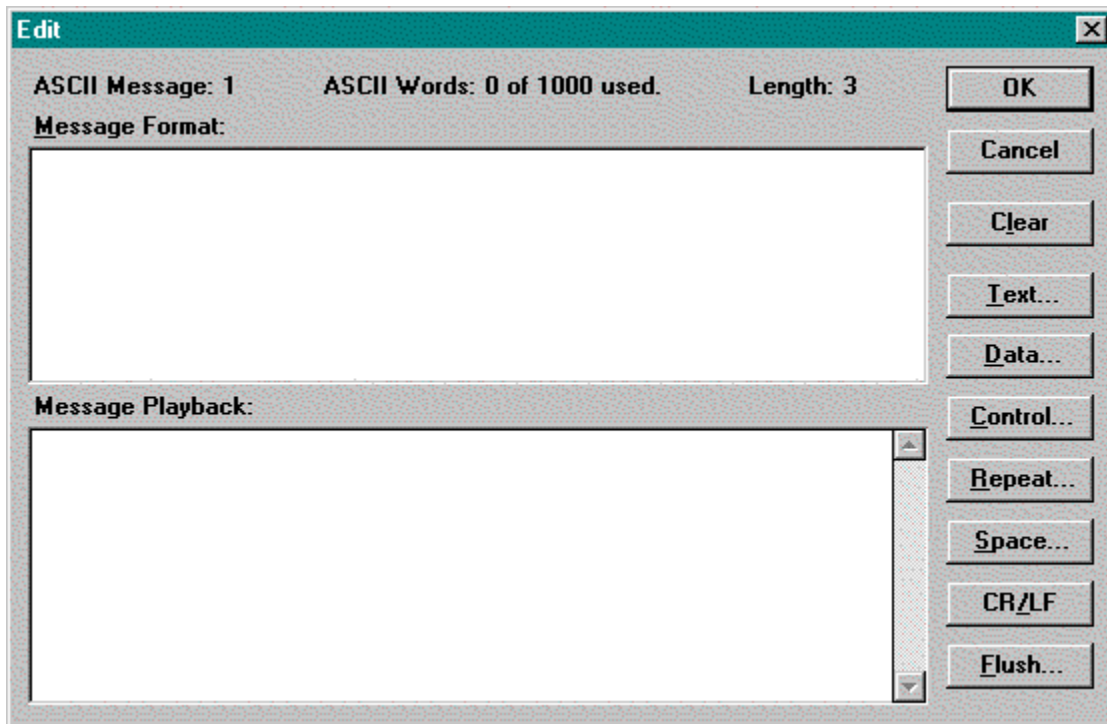 Edit
ASCII Message: 1 ASCII Words: 0 of 1000 used. Length: 3
Message Format:
Message Playback:
OK
Cancel
Clear
Text...
Data...
Control...
Repeat...
Space...
CR/LF
Flush...